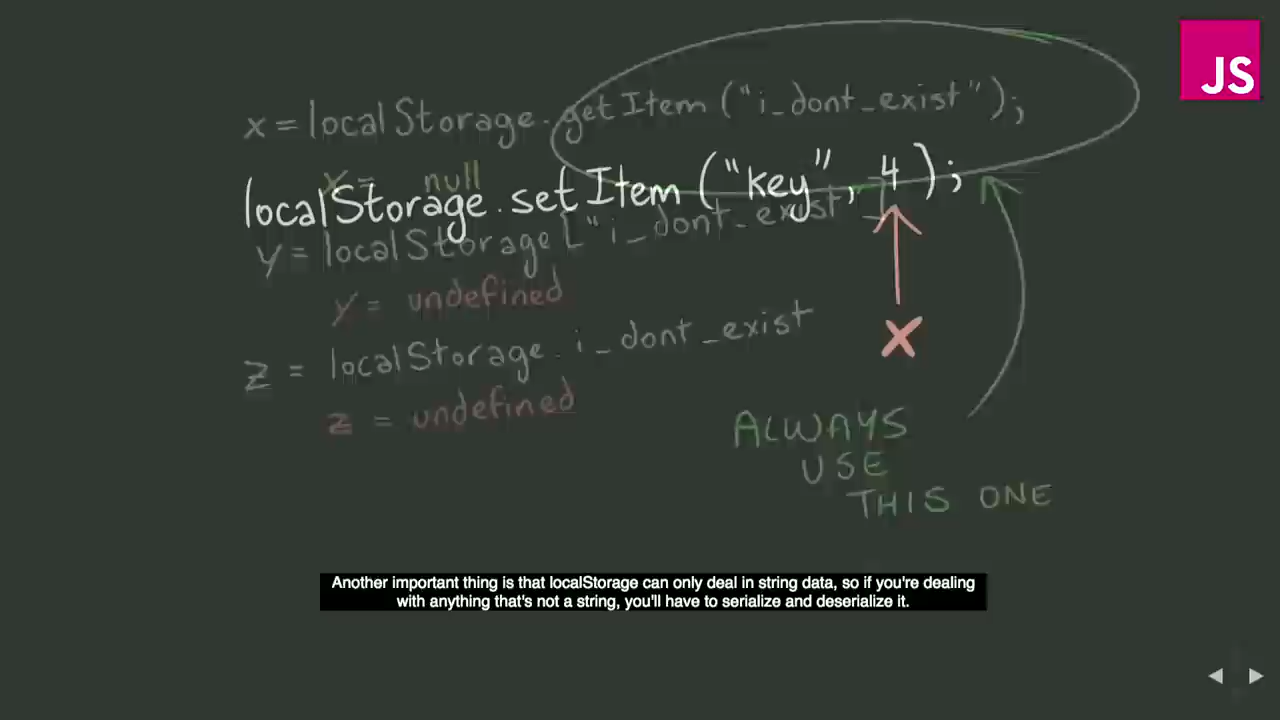 JS
x = localStorage.getItem("i_dont_exist");
x = null
localStorage.setItem("key", 4);
y = localStorage["i_dont_exist"]
y = undefined
X
z = localStorage.i_dont_exist
z = undefined
ALWAYS
USE
THIS ONE
Another important thing is that localStorage can only deal in string data, so if you're dealing
with anything that's not a string, you'll have to serialize and deserialize it.